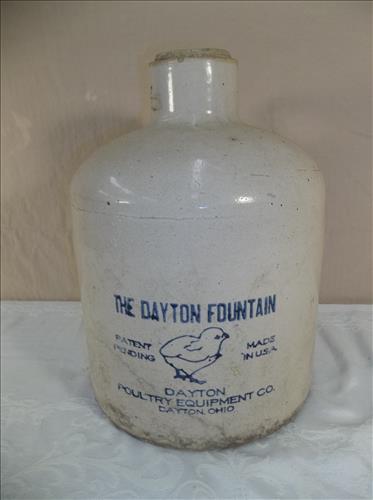 THE DAYTON FOUNTAIN
PATENT MADE
PENDING IN U.S.A.
DAYTON
POULTRY EQUIPMENT CO.
DAYTON, OHIO